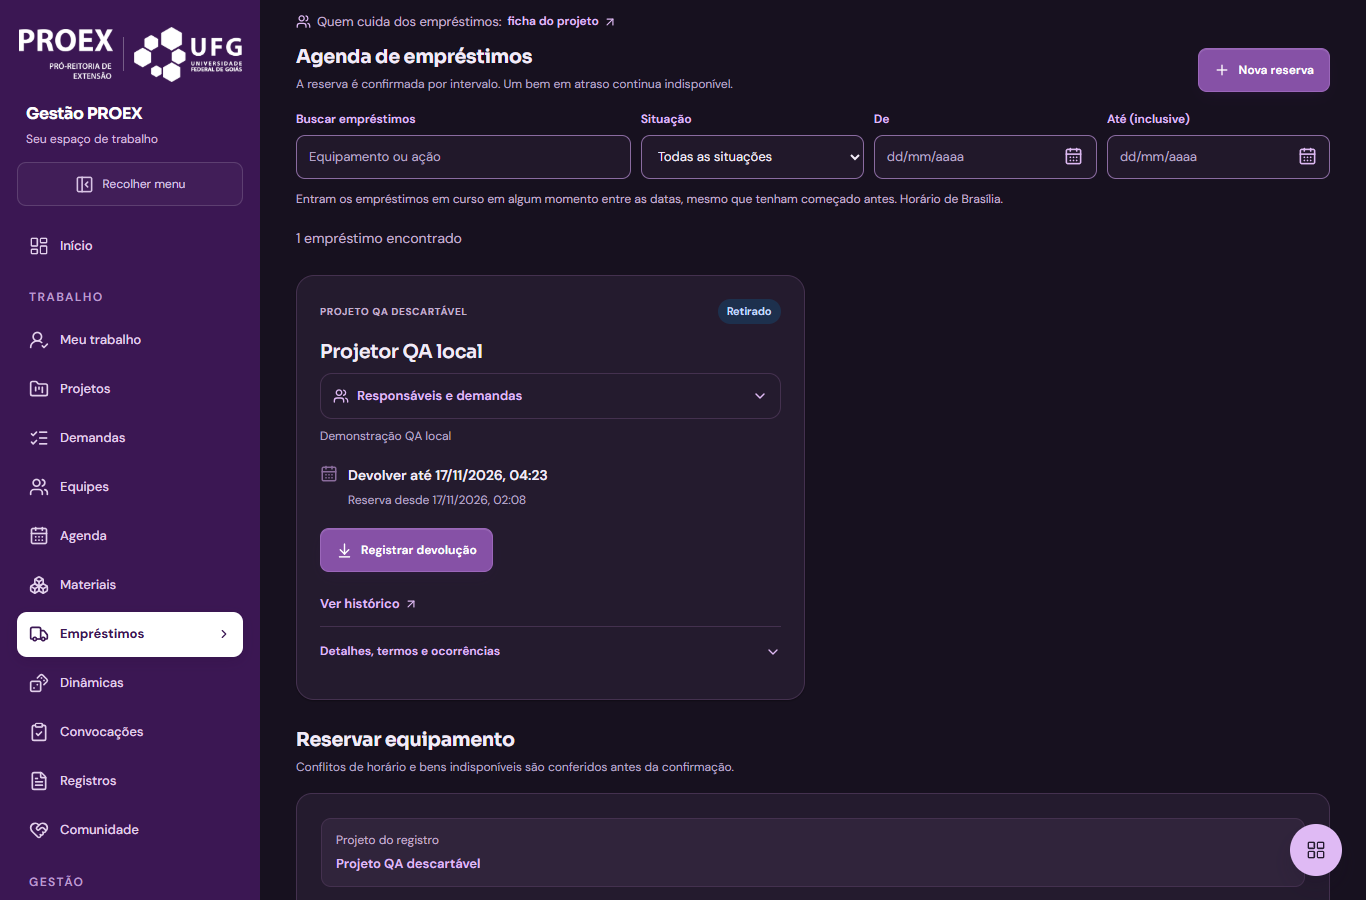 PROEX
PRÓ-REITORIA DE
EXTENSÃO
UFG
UNIVERSIDADE
FEDERAL DE GOIÁS
Gestão PROEX
Seu espaço de trabalho
Recolher menu
Início
TRABALHO
Meu trabalho
Projetos
Demandas
Equipes
Agenda
Materiais
Empréstimos
Dinâmicas
Convocações
Registros
Comunidade
GESTÃO
Quem cuida dos empréstimos: ficha do projeto
Agenda de empréstimos
A reserva é confirmada por intervalo. Um bem em atraso continua indisponível.
Nova reserva
Buscar empréstimos
Situação
De
Até (inclusive)
Equipamento ou ação
Todas as situações
dd/mm/aaaa
dd/mm/aaaa
Entram os empréstimos em curso em algum momento entre as datas, mesmo que tenham começado antes. Horário de Brasília.
1 empréstimo encontrado
PROJETO QA DESCARTÁVEL
Retirado
Projetor QA local
Responsáveis e demandas
Demonstração QA local
Devolver até 17/11/2026, 04:23
Reserva desde 17/11/2026, 02:08
Registrar devolução
Ver histórico
Detalhes, termos e ocorrências
Reservar equipamento
Conflitos de horário e bens indisponíveis são conferidos antes da confirmação.
Projeto do registro
Projeto QA descartável